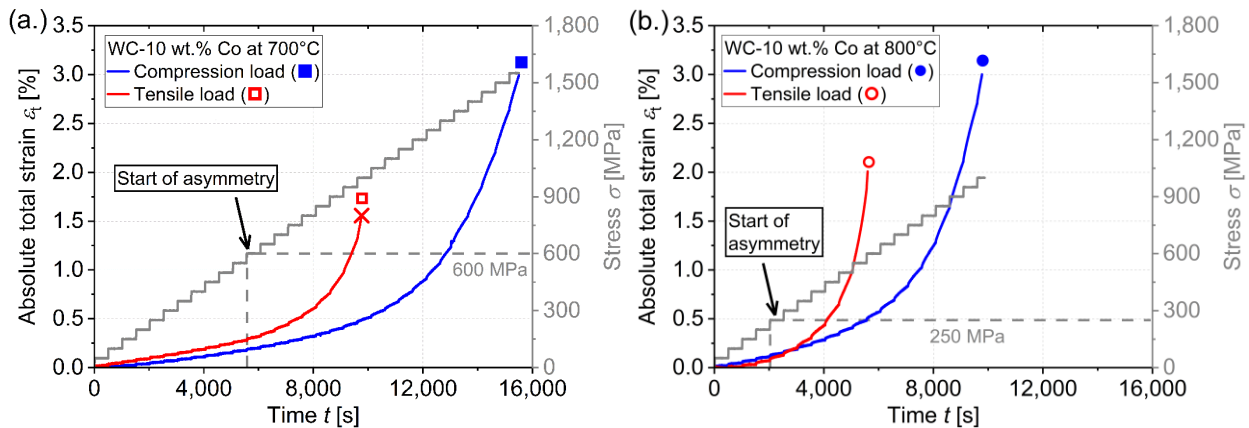 (a.)
3.5
3.0
2.5
2.0
1.5
1.0
0.5
0.0
Absolute total strain εt [%]
WC-10 wt.% Co at 700°C
Compression load (■)
Tensile load (□)
Start of asymmetry
600 MPa
1,800
1,500
1,200
900
600
300
0
Stress σ [MPa]
0 4,000 8,000 12,000 16,000
Time t [s]
(b.)
3.5
3.0
2.5
2.0
1.5
1.0
0.5
0.0
Absolute total strain εt [%]
WC-10 wt.% Co at 800°C
Compression load (●)
Tensile load (○)
Start of
asymmetry
250 MPa
1,800
1,500
1,200
900
600
300
0
Stress σ [MPa]
0 4,000 8,000 12,000 16,000
Time t [s]